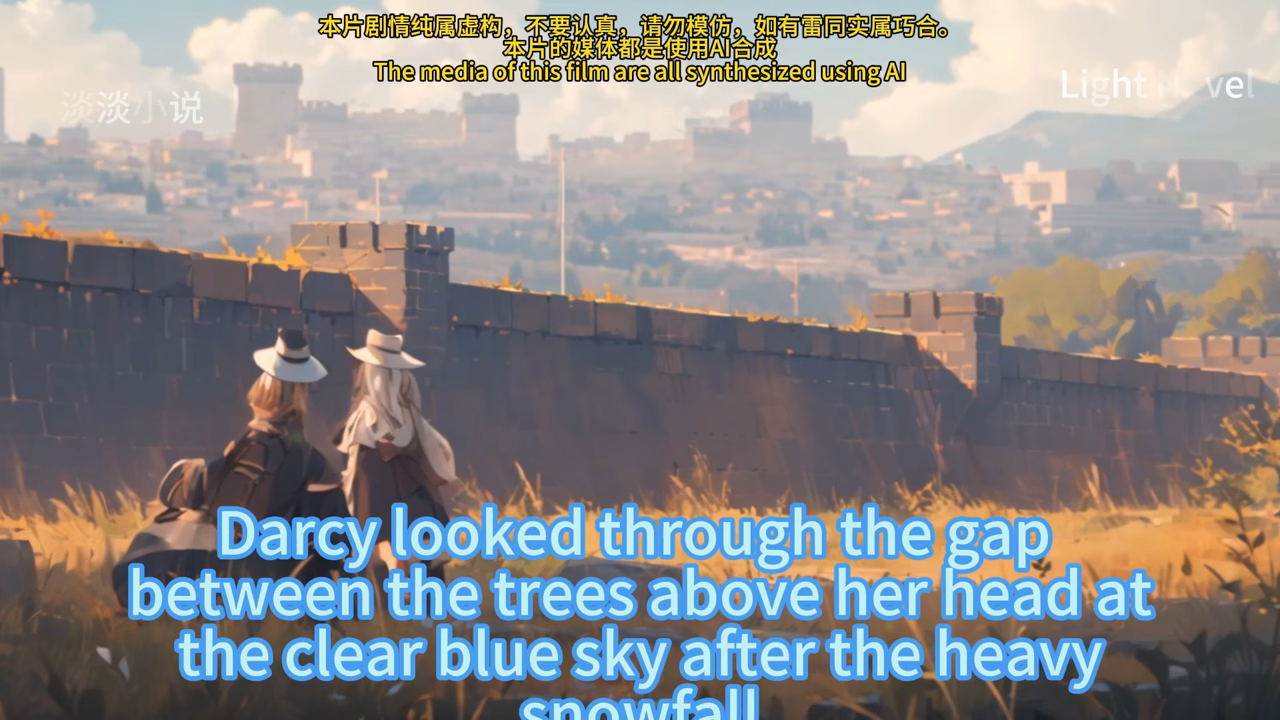 本片剧情纯属虚构，不要认真，请勿模仿，如有雷同实属巧合。
本片的媒体都是使用AI合成
The media of this film are all synthesized using AI
淡淡小说
Light
Darcy looked through the gap
between the trees above her head at
the clear blue sky after the heavy
snowfall